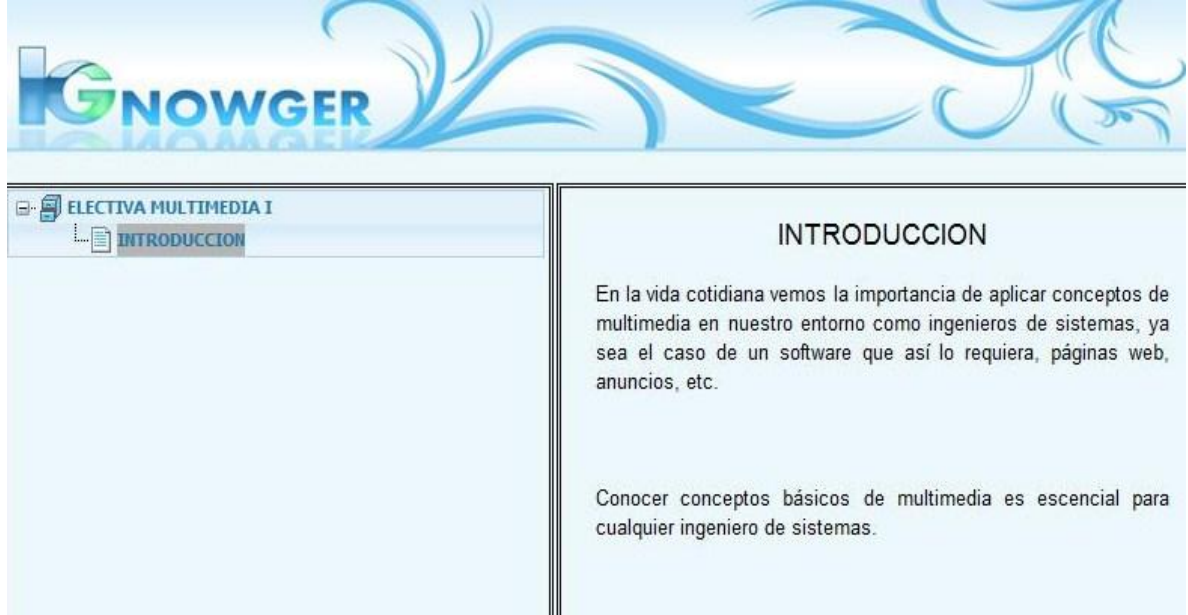 KGNOWGER
ELECTIVA MULTIMEDIA I
INTRODUCCION
INTRODUCCION
En la vida cotidiana vemos la importancia de aplicar conceptos de
multimedia en nuestro entorno como ingenieros de sistemas, ya
sea el caso de un software que así lo requiera, páginas web,
anuncios, etc.
Conocer conceptos básicos de multimedia es escencial para
cualquier ingeniero de sistemas.